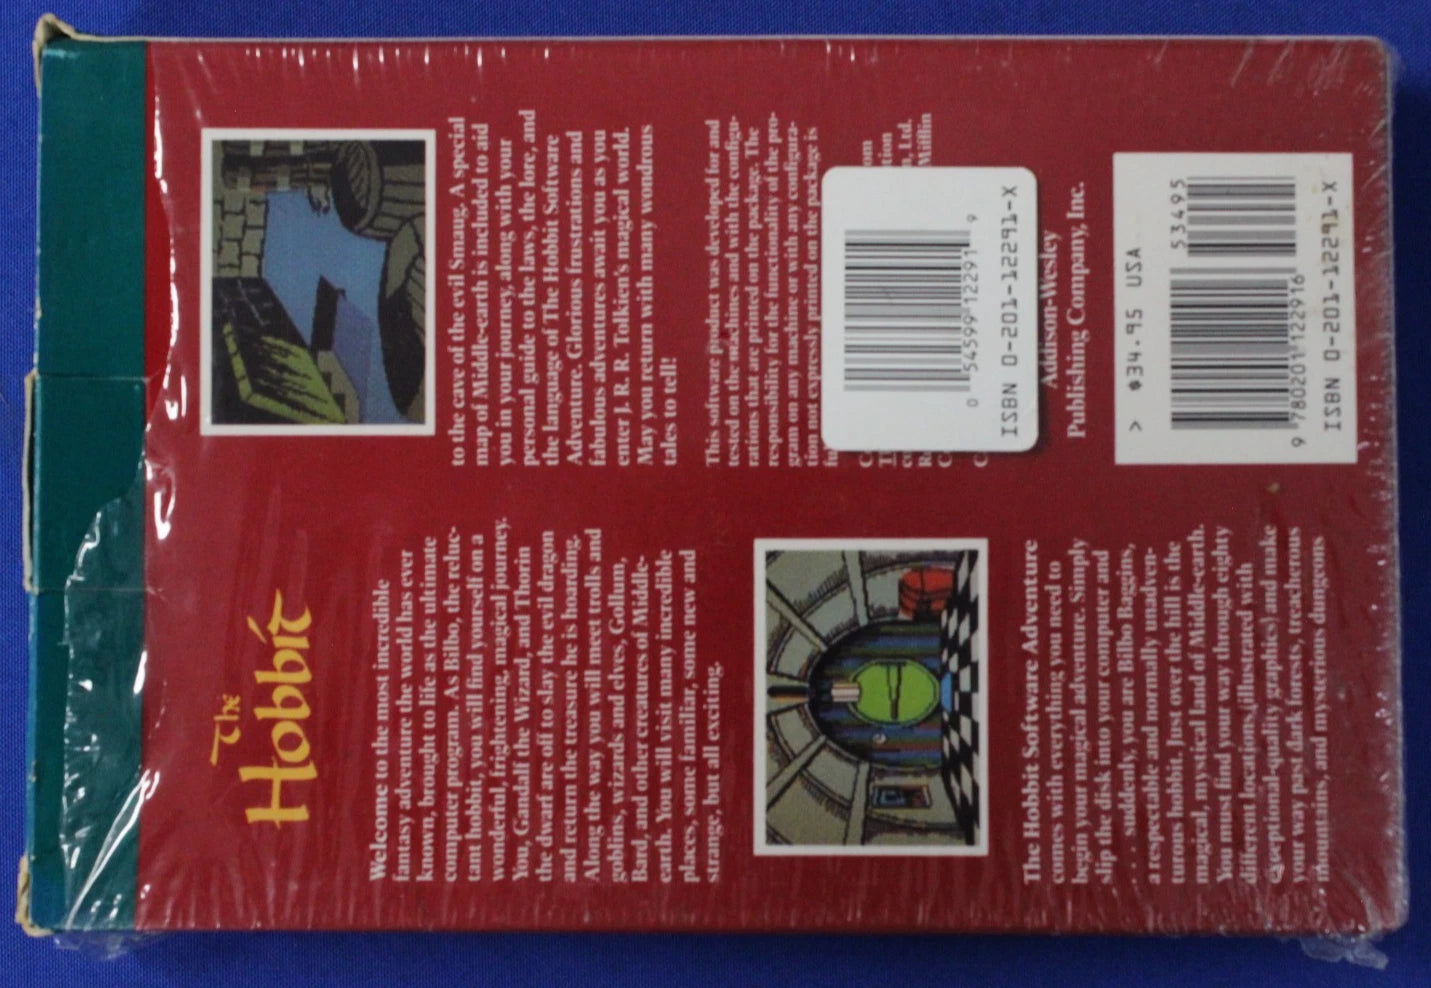 The
Hobbit
Welcome to the most incredible
fantasy adventure the world has ever
known, brought to life as the ultimate
computer program. As Bilbo, the reluc-
tant hobbit, you will find yourself on a
wonderful, frightening, magical journey.
You, Gandalf the Wizard, and Thorin
the dwarf are off to slay the evil dragon
and return the treasure he is hoarding.
Along the way you will meet trolls and
goblins, wizards and elves, Gollum,
Bard, and other creatures of Middle-
earth. You will visit many incredible
places, some familiar, some new and
strange, but all exciting.
The Hobbit Software Adventure
comes with everything you need to
begin your magical adventure. Simply
slip the disk into your computer and
. . . suddenly, you are Bilbo Baggins,
a respectable and normally unadven-
turous hobbit. Just over the hill is the
magical, mystical land of Middle-earth.
You must find your way through eighty
different locations (illustrated with
exceptional-quality graphics) and make
your way past dark forests, treacherous
mountains, and mysterious dungeons
to the cave of the evil Smaug. A special
map of Middle-earth is included to aid
you in your journey, along with your
personal guide to the laws, the lore, and
the language of The Hobbit Software
Adventure. Glorious frustrations and
fabulous adventures await you as you
enter J. R. R. Tolkien's magical world.
May you return with many wondrous
tales to tell!
This software product was developed for and
tested on the machines and with the configu-
rations that are printed on the package. The
responsibility for the functionality of the pro-
gram on any machine or with any configura-
tion not expressly printed on the package is
Ltd.
Mifflin
0 54599 12291 9
ISBN 0-201-12291-X
Addison-Wesley
Publishing Company, Inc.
> $34.95 USA
53495
9 780201 122916
ISBN 0-201-12291-X